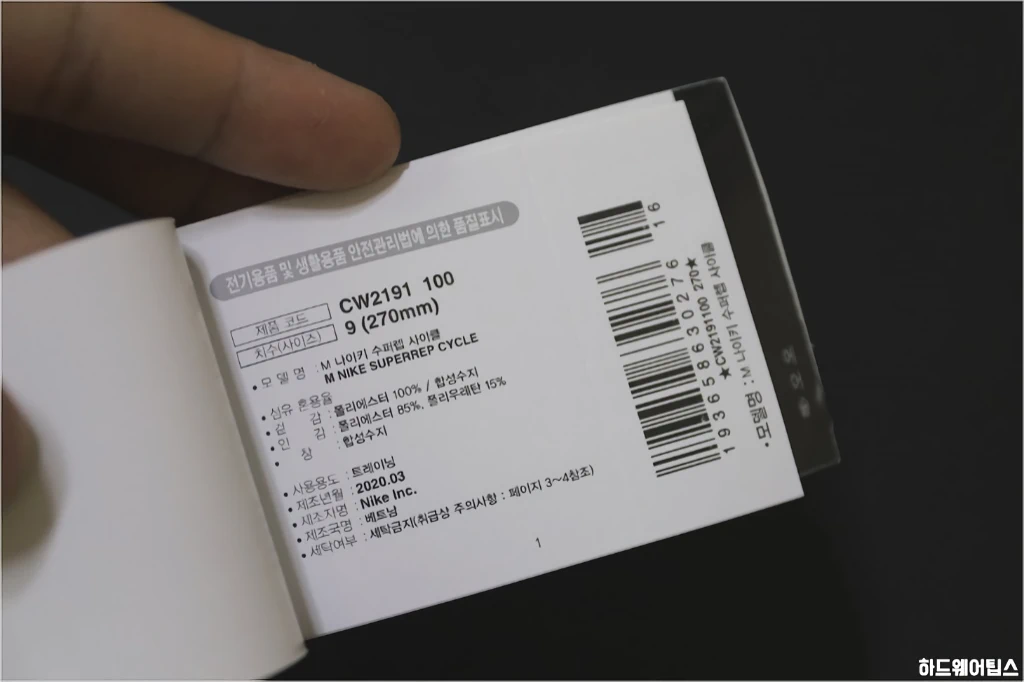 전기용품 및 생활용품 안전관리법에 의한 품질표시
제품 코드 CW2191 100
치수(사이즈) 9 (270mm)
• 모 델 명 : M 나이키 수퍼렙 사이클
M NIKE SUPERREP CYCLE
• 섬유 혼용율
• 겉 감 : 폴리에스터 100% / 합성수지
• 안 감 : 폴리에스터 85%, 폴리우레탄 15%
• 창 : 합성수지
• 사용용도 : 트레이닝
• 제조년월 : 2020.03
• 제조자명 : Nike Inc.
• 제조국명 : 베트남
• 세탁여부 : 세탁금지(취급상 주의사항 : 페이지 3~4참조)
1
16
1 93658 63027 6
★CW2191100 270★
• 모델명 : M 나이키 수퍼렙 사이클
하드웨어팁스